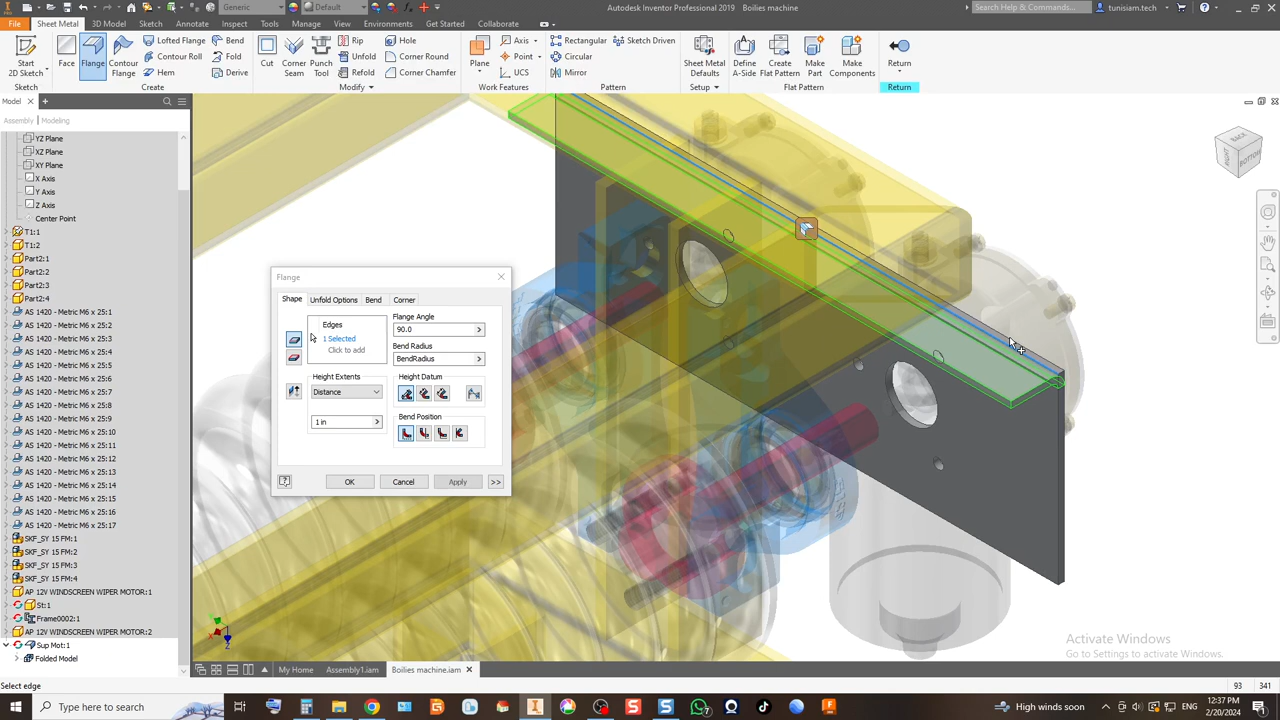 Generic
Default
Autodesk Inventor Professional 2019 Boilies machine
Search Help & Commands...
tunisiam.tech
File
Sheet Metal
3D Model
Sketch
Annotate
Inspect
Tools
Manage
View
Environments
Get Started
Collaborate
Start
2D Sketch
Face
Flange
Contour
Flange
Lofted Flange
Contour Roll
Hem
Bend
Fold
Derive
Cut
Corner
Seam
Punch
Tool
Rip
Unfold
Refold
Hole
Corner Round
Corner Chamfer
Plane
Axis
Point
UCS
Rectangular
Circular
Mirror
Sketch Driven
Sheet Metal
Defaults
Define
A-Side
Create
Flat Pattern
Make
Part
Make
Components
Return
Sketch
Create
Modify
Work Features
Pattern
Setup
Flat Pattern
Return
Model
Assembly
Modeling
YZ Plane
XZ Plane
XY Plane
X Axis
Y Axis
Z Axis
Center Point
T1:1
T1:2
Part2:1
Part2:2
Part2:3
Part2:4
AS 1420 - Metric M6 x 25:1
AS 1420 - Metric M6 x 25:2
AS 1420 - Metric M6 x 25:3
AS 1420 - Metric M6 x 25:4
AS 1420 - Metric M6 x 25:5
AS 1420 - Metric M6 x 25:6
AS 1420 - Metric M6 x 25:7
AS 1420 - Metric M6 x 25:8
AS 1420 - Metric M6 x 25:9
AS 1420 - Metric M6 x 25:10
AS 1420 - Metric M6 x 25:11
AS 1420 - Metric M6 x 25:12
AS 1420 - Metric M6 x 25:13
AS 1420 - Metric M6 x 25:14
AS 1420 - Metric M6 x 25:15
AS 1420 - Metric M6 x 25:16
AS 1420 - Metric M6 x 25:17
SKF_SY 15 FM:1
SKF_SY 15 FM:2
SKF_SY 15 FM:3
SKF_SY 15 FM:4
AP 12V WINDSCREEN WIPER MOTOR:1
St:1
Frame0002:1
AP 12V WINDSCREEN WIPER MOTOR:2
Sup Mot:1
Folded Model
Flange
Shape
Unfold Options
Bend
Corner
Edges
1 Selected
Click to add
Flange Angle
90.0
Bend Radius
BendRadius
Height Extents
Distance
1 in
Height Datum
Bend Position
OK
Cancel
Apply
>>
BACK
RIGHT
BOTTOM
Z
Activate Windows
Go to Settings to activate Windows.
My Home
Assembly1.iam
Boilies machine.iam
Select edge
93
341
Type here to search
High winds soon
12:37 PM
2/20/2024